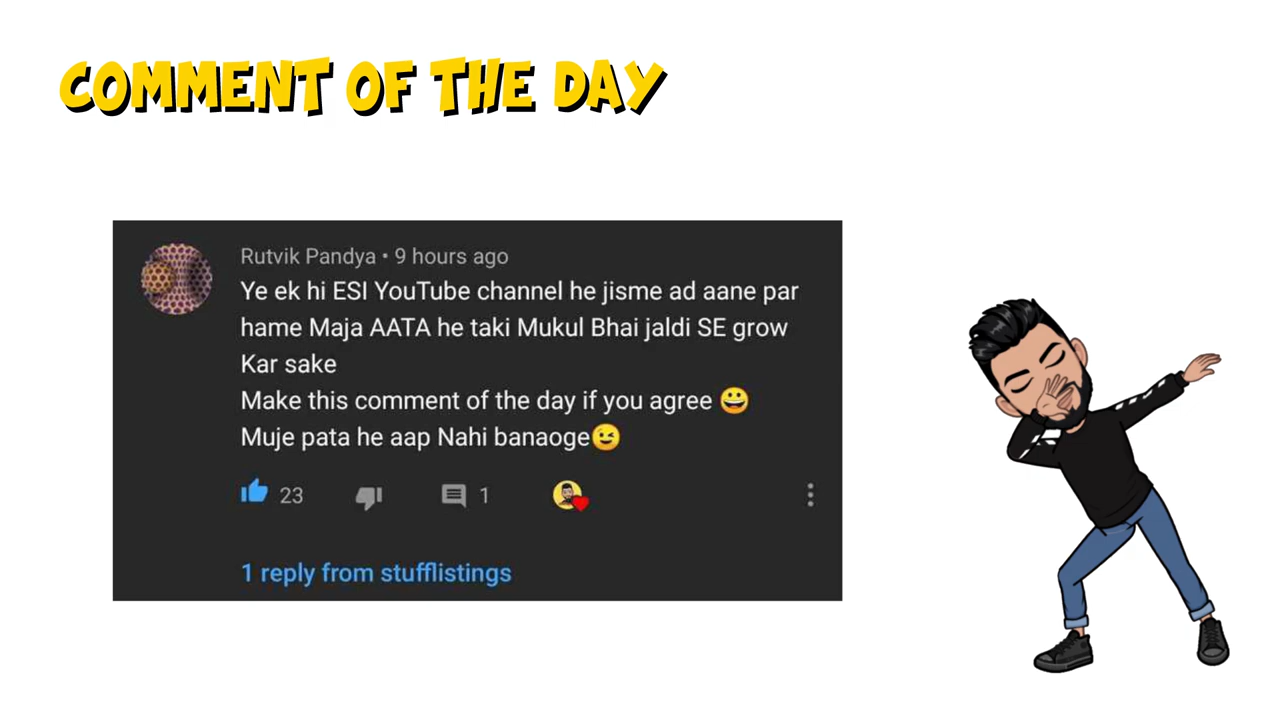 COMMENT OF THE DAY
Rutvik Pandya • 9 hours ago
Ye ek hi ESI YouTube channel he jisme ad aane par
hame Maja AATA he taki Mukul Bhai jaldi SE grow
Kar sake
Make this comment of the day if you agree 😀
Muje pata he aap Nahi banaoge😉
23 1
1 reply from stufflistings